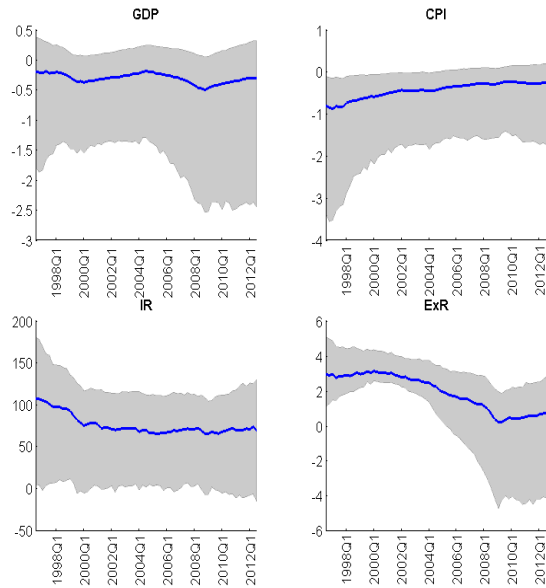 GDP
0.5
0
-0.5
-1
-1.5
-2
-2.5
-3
1998Q1
2000Q1
2002Q1
2004Q1
2006Q1
2008Q1
2010Q1
2012Q1
CPI
1
0
-1
-2
-3
-4
1998Q1
2000Q1
2002Q1
2004Q1
2006Q1
2008Q1
2010Q1
2012Q1
IR
200
150
100
50
0
-50
1998Q1
2000Q1
2002Q1
2004Q1
2006Q1
2008Q1
2010Q1
2012Q1
ExR
6
4
2
0
-2
-4
-6
1998Q1
2000Q1
2002Q1
2004Q1
2006Q1
2008Q1
2010Q1
2012Q1